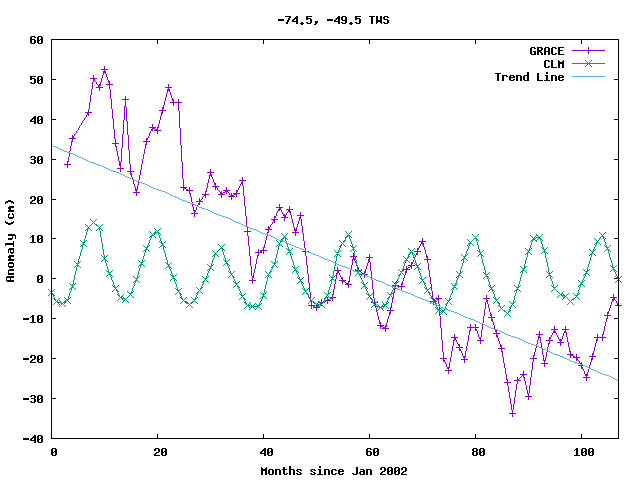 -74.5, -49.5 TWS
60
50
40
30
20
10
0
-10
-20
-30
-40
GRACE
CLM
Trend Line
Anomaly (cm)
0 20 40 60 80 100
Months since Jan 2002